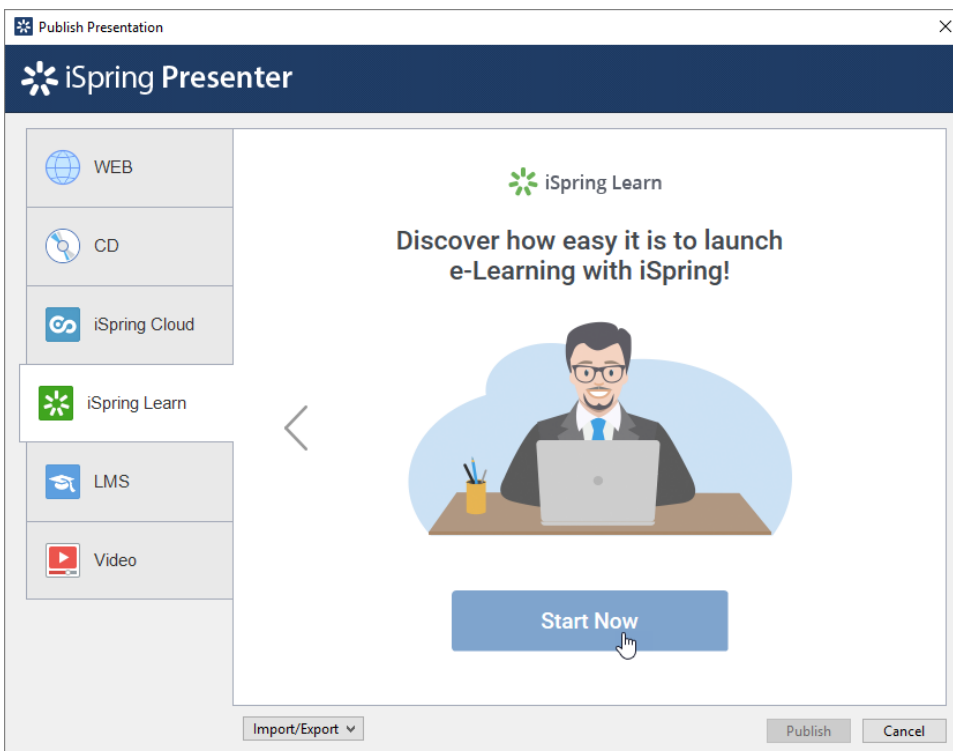 Publish Presentation
iSpring Presenter
WEB
CD
iSpring Cloud
iSpring Learn
LMS
Video
iSpring Learn
Discover how easy it is to launch
e-Learning with iSpring!
Start Now
Import/Export
Publish
Cancel